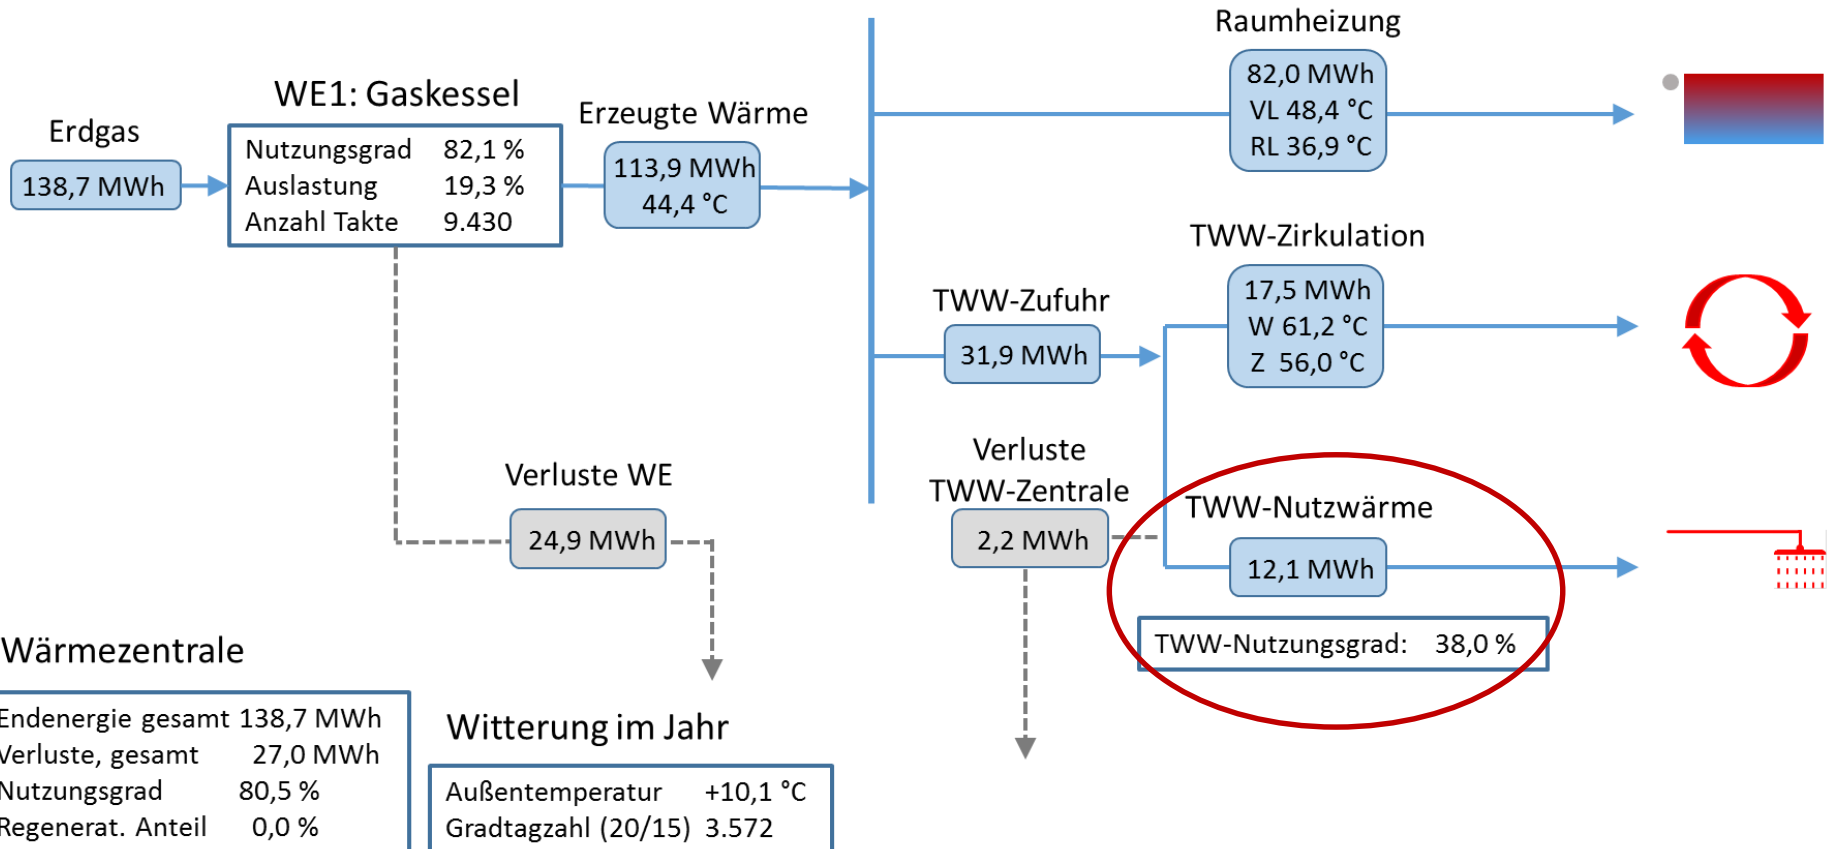 Raumheizung
82,0 MWh
VL 48,4 °C
RL 36,9 °C
WE1: Gaskessel
Erdgas
138,7 MWh
Nutzungsgrad 82,1 %
Auslastung 19,3 %
Anzahl Takte 9.430
Erzeugte Wärme
113,9 MWh
44,4 °C
TWW-Zirkulation
17,5 MWh
W 61,2 °C
Z 56,0 °C
TWW-Zufuhr
31,9 MWh
Verluste WE
24,9 MWh
Verluste
TWW-Zentrale
2,2 MWh
TWW-Nutzwärme
12,1 MWh
TWW-Nutzungsgrad: 38,0 %
Wärmezentrale
Endenergie gesamt 138,7 MWh
Verluste, gesamt 27,0 MWh
Nutzungsgrad 80,5 %
Regenerat. Anteil 0,0 %
Witterung im Jahr
Außentemperatur +10,1 °C
Gradtagzahl (20/15) 3.572